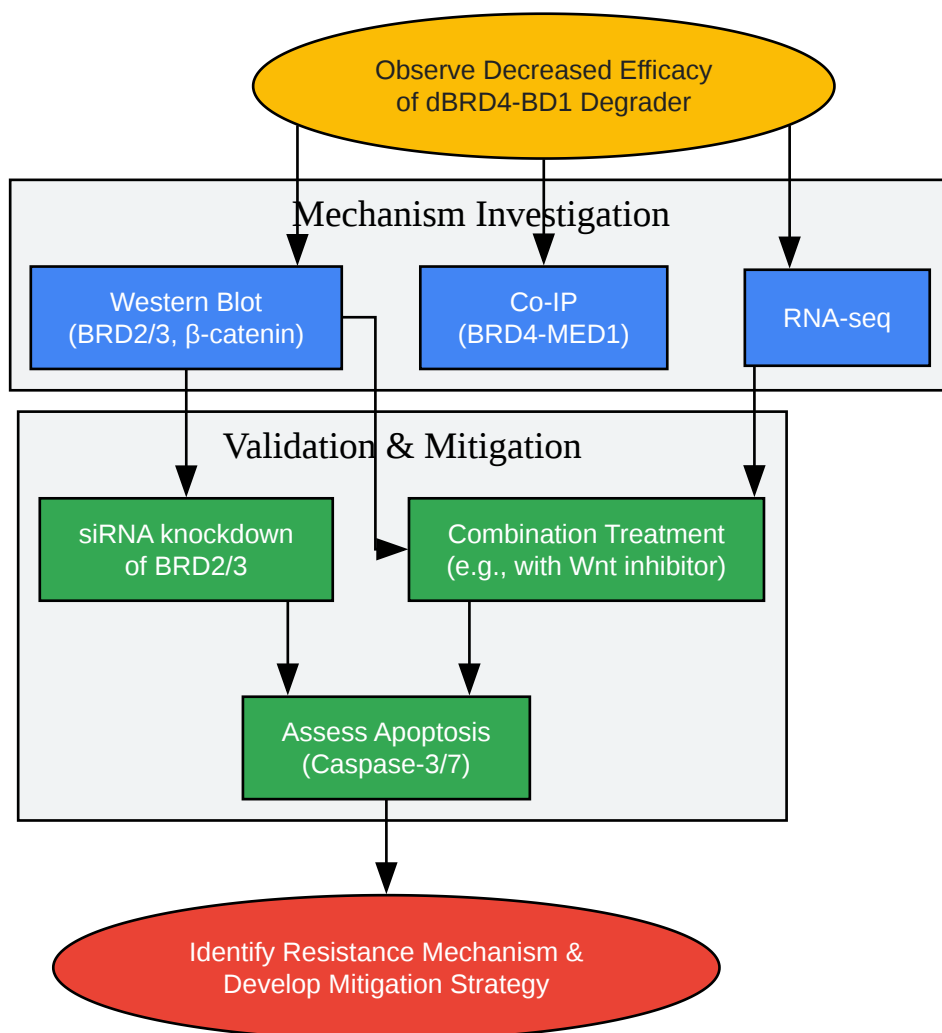 Observe Decreased Efficacy
of dBRD4-BD1 Degrader
Mechanism Investigation
Western Blot
(BRD2/3, β-catenin)
Co-IP
(BRD4-MED1)
RNA-seq
Validation & Mitigation
siRNA knockdown
of BRD2/3
Combination Treatment
(e.g., with Wnt inhibitor)
Assess Apoptosis
(Caspase-3/7)
Identify Resistance Mechanism &
Develop Mitigation Strategy